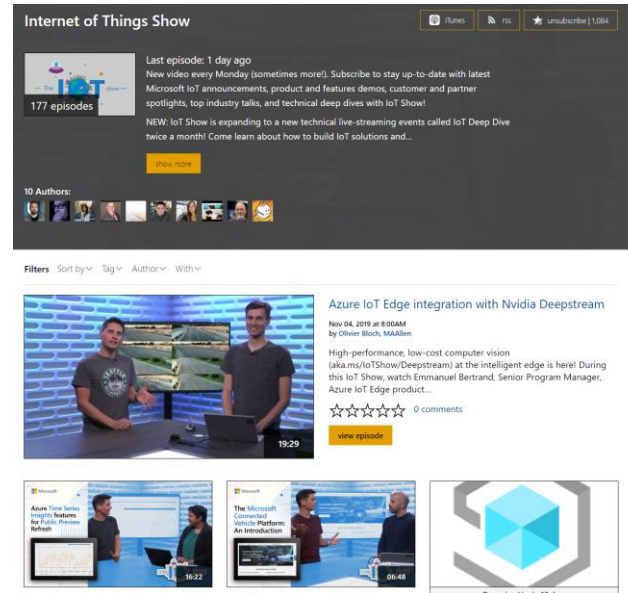 Internet of Things Show
iTunes
rss
unsubscribe | 1,084
The IoT show
177 episodes
Last episode: 1 day ago
New video every Monday (sometimes more!). Subscribe to stay up-to-date with latest
Microsoft IoT announcements, product and features demos, customer and partner
spotlights, top industry talks, and technical deep dives with IoT Show!
NEW: IoT Show is expanding to a new technical live-streaming events called IoT Deep Dive
twice a month! Come learn about how to build IoT solutions and...
show more
10 Authors:
Filters Sort by Tag Author With
19:29
Azure IoT Edge integration with Nvidia Deepstream
Nov 04, 2019 at 8:00AM
by Olivier Bloch, MAAllen
High-performance, low-cost computer vision
(aka.ms/IoTShow/Deepstream) at the intelligent edge is here! During
this IoT Show, watch Emmanuel Bertrand, Senior Program Manager,
Azure IoT Edge product...
0 comments
view episode
Microsoft
Azure Time Series
Insights features
for Public Preview
Refresh
16:22
Microsoft
The Microsoft
Connected
Vehicle Platform:
An Introduction
06:48